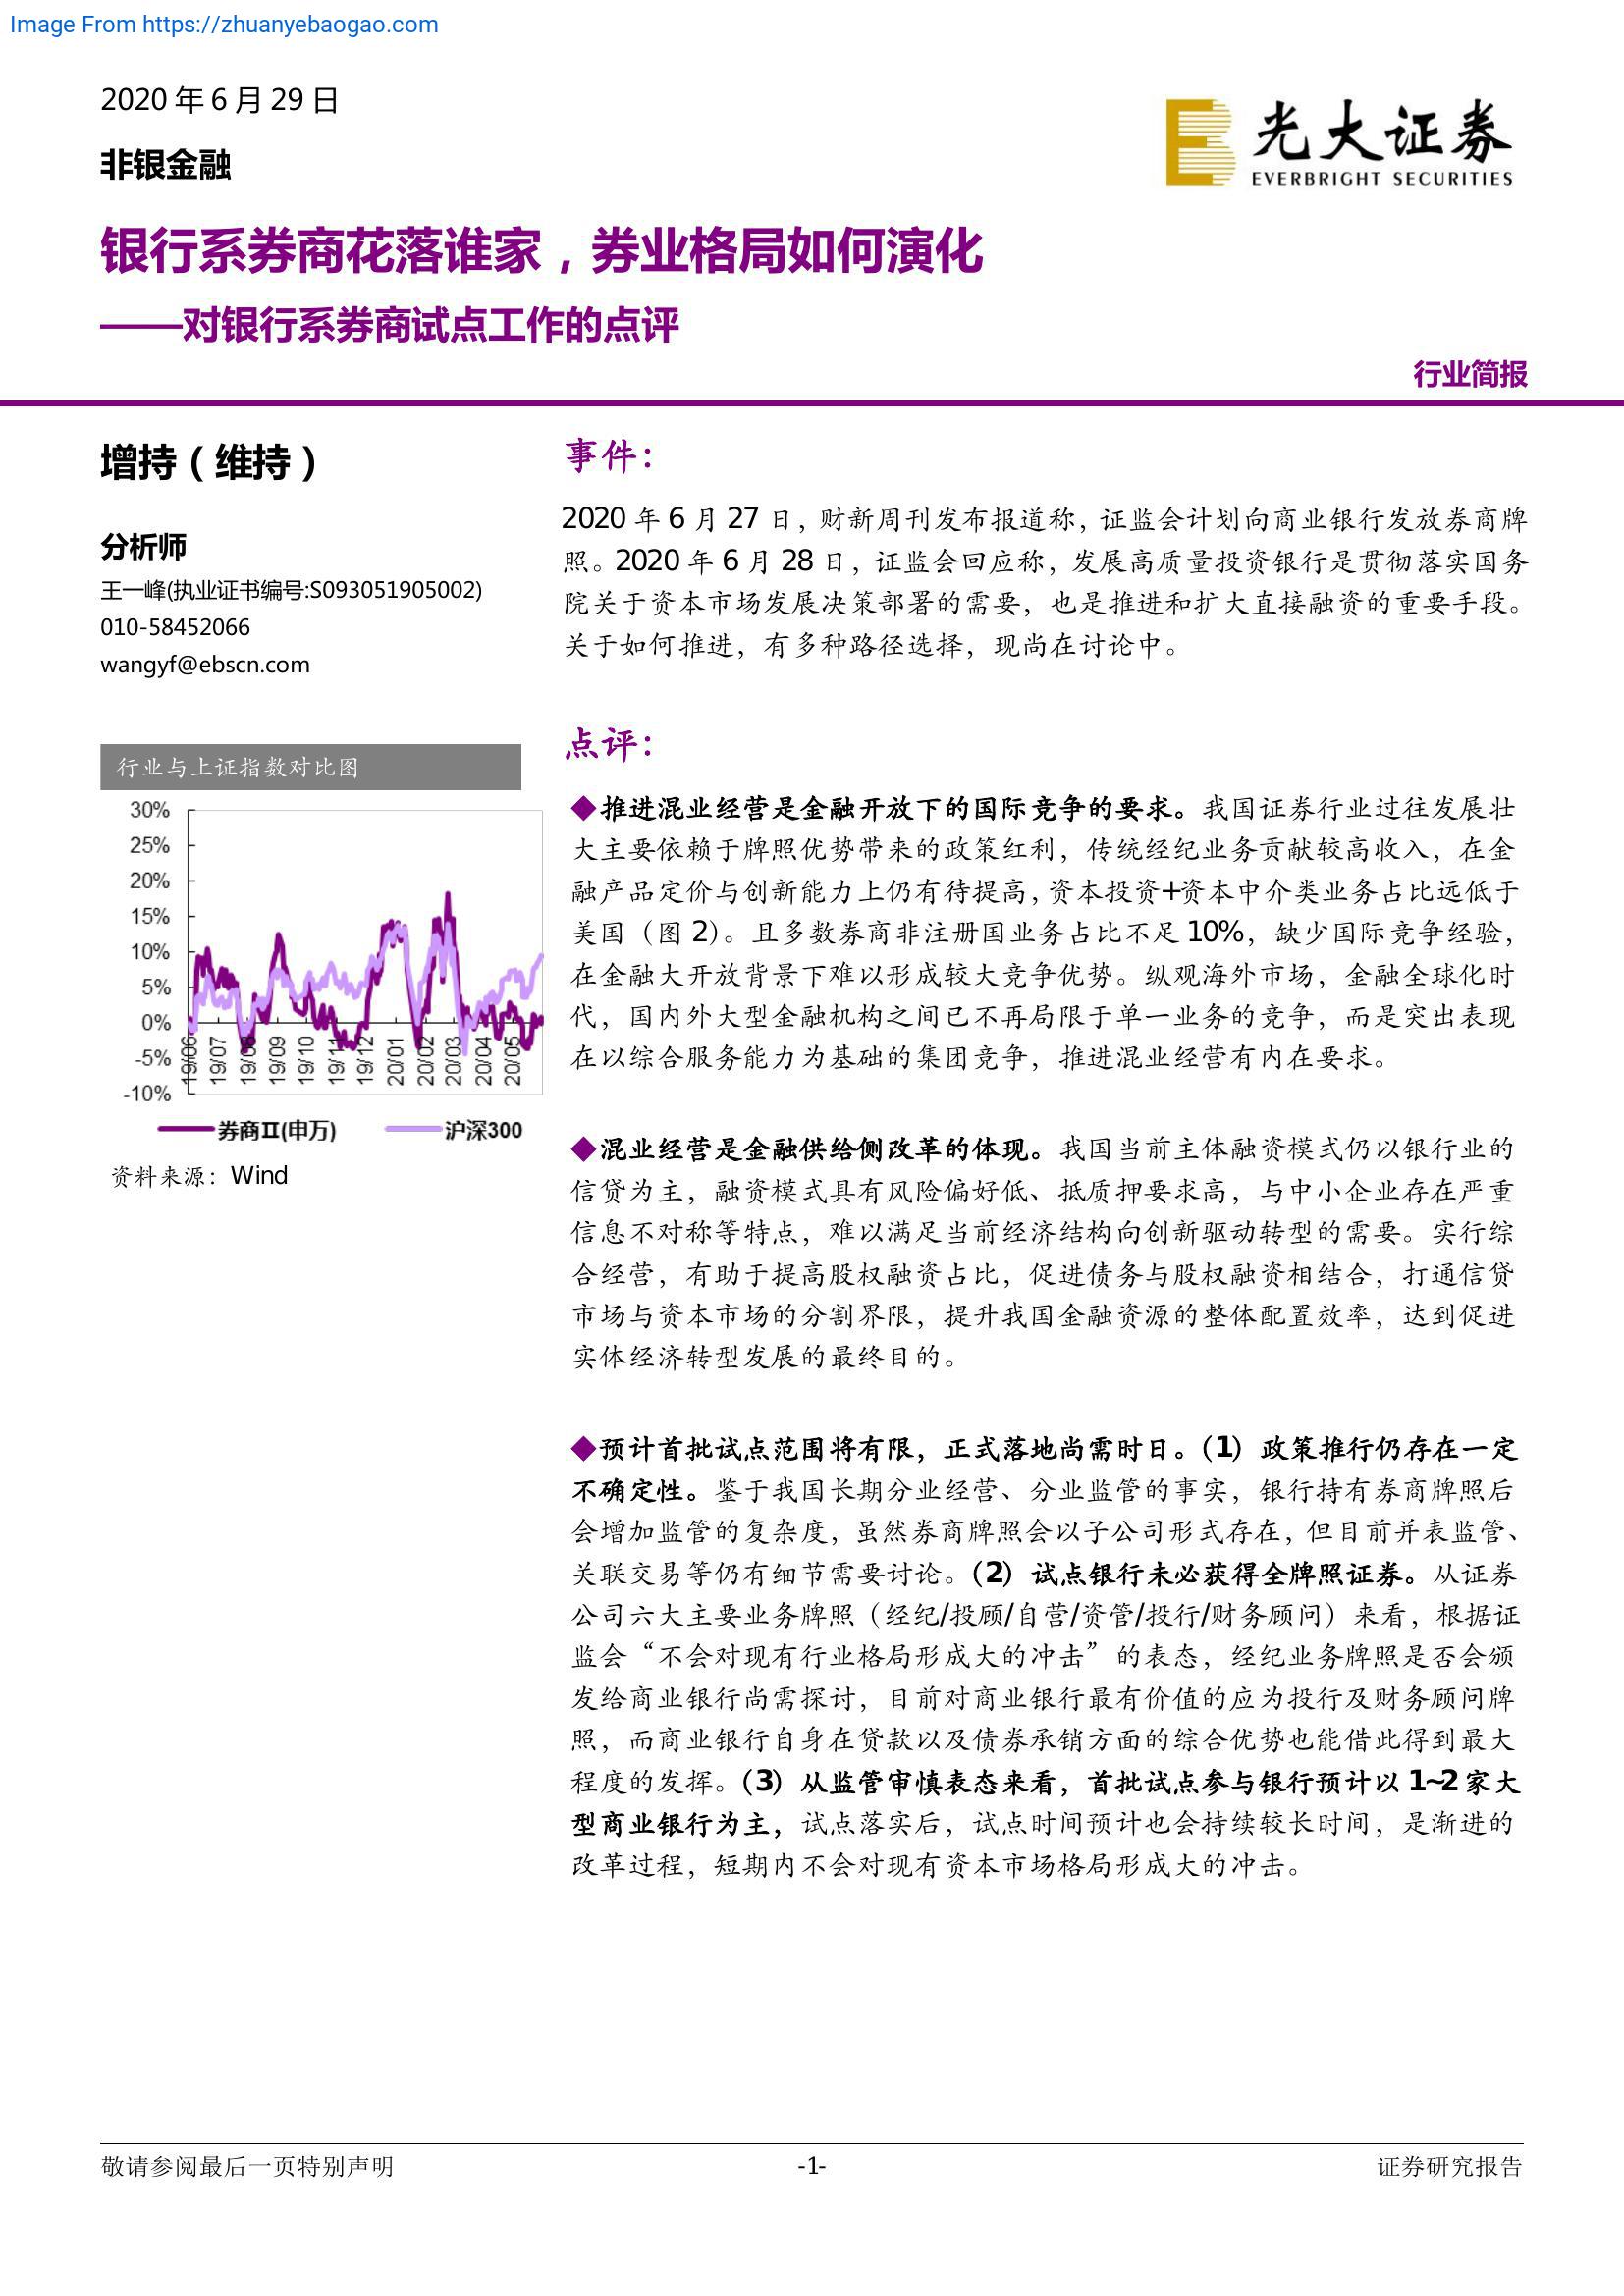 Image From https://zhuanyebaogao.com
2020 年 6 月 29 日
非银金融
光大证券
EVERBRIGHT SECURITIES
银行系券商花落谁家，券业格局如何演化
——对银行系券商试点工作的点评
行业简报
增持（维持）
分析师
王一峰(执业证书编号:S093051905002)
010-58452066
wangyf@ebscn.com
行业与上证指数对比图
30%
25%
20%
15%
10%
5%
0%
-5%
-10%
19/06 19/07 19/08 19/09 19/10 19/11 19/12 20/01 20/02 20/03 20/04 20/05
券商Ⅱ(申万) 沪深300
资料来源：Wind
事件：
2020 年 6 月 27 日，财新周刊发布报道称，证监会计划向商业银行发放券商牌
照。2020 年 6 月 28 日，证监会回应称，发展高质量投资银行是贯彻落实国务
院关于资本市场发展决策部署的需要，也是推进和扩大直接融资的重要手段。
关于如何推进，有多种路径选择，现尚在讨论中。
点评：
◆推进混业经营是金融开放下的国际竞争的要求。我国证券行业过往发展壮
大主要依赖于牌照优势带来的政策红利，传统经纪业务贡献较高收入，在金
融产品定价与创新能力上仍有待提高，资本投资+资本中介类业务占比远低于
美国（图 2）。且多数券商非注册国业务占比不足 10%，缺少国际竞争经验，
在金融大开放背景下难以形成较大竞争优势。纵观海外市场，金融全球化时
代，国内外大型金融机构之间已不再局限于单一业务的竞争，而是突出表现
在以综合服务能力为基础的集团竞争，推进混业经营有内在要求。
◆混业经营是金融供给侧改革的体现。我国当前主体融资模式仍以银行业的
信贷为主，融资模式具有风险偏好低、抵质押要求高，与中小企业存在严重
信息不对称等特点，难以满足当前经济结构向创新驱动转型的需要。实行综
合经营，有助于提高股权融资占比，促进债务与股权融资相结合，打通信贷
市场与资本市场的分割界限，提升我国金融资源的整体配置效率，达到促进
实体经济转型发展的最终目的。
◆预计首批试点范围将有限，正式落地尚需时日。（1）政策推行仍存在一定
不确定性。鉴于我国长期分业经营、分业监管的事实，银行持有券商牌照后
会增加监管的复杂度，虽然券商牌照会以子公司形式存在，但目前并表监管、
关联交易等仍有细节需要讨论。（2）试点银行未必获得全牌照证券。从证券
公司六大主要业务牌照（经纪/投顾/自营/资管/投行/财务顾问）来看，根据证
监会“不会对现有行业格局形成大的冲击”的表态，经纪业务牌照是否会颁
发给商业银行尚需探讨，目前对商业银行最有价值的应为投行及财务顾问牌
照，而商业银行自身在贷款以及债券承销方面的综合优势也能借此得到最大
程度的发挥。（3）从监管审慎表态来看，首批试点参与银行预计以 1~2 家大
型商业银行为主，试点落实后，试点时间预计也会持续较长时间，是渐进的
改革过程，短期内不会对现有资本市场格局形成大的冲击。
敬请参阅最后一页特别声明
-1-
证券研究报告